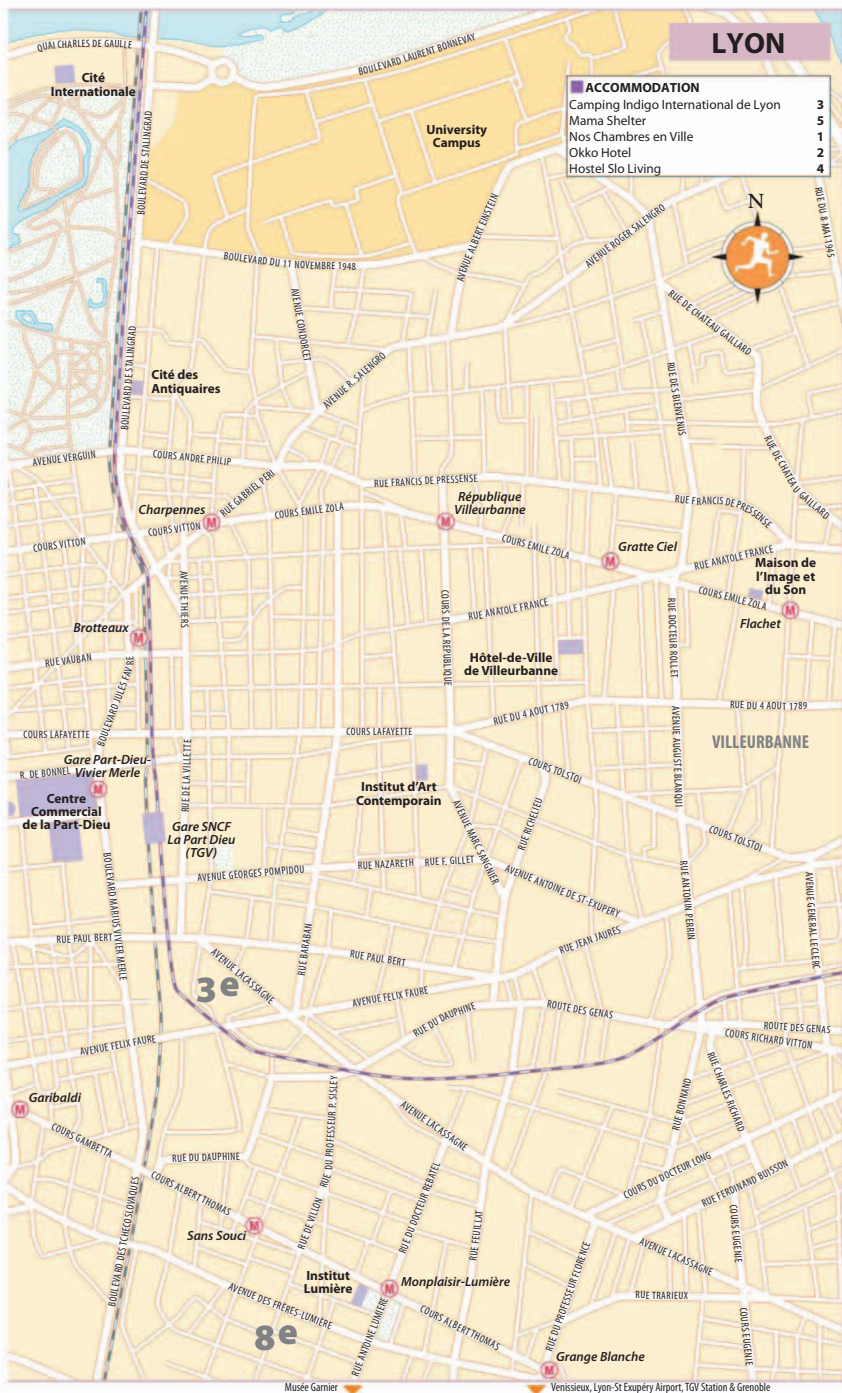 LYON
ACCOMMODATION
Camping Indigo International de Lyon 3
Mama Shelter 5
Nos Chambres en Ville 1
Okko Hotel 2
Hostel Slo Living 4
N
QUAI CHARLES DE GAULLE
Cité
Internationale
BOULEVARD LAURENT BONNEVAY
University
Campus
BOULEVARD DE STALINGRAD
AVENUE ALBERT EINSTEIN
AVENUE ROGER SALENGRO
RUE DU 8 MAI 1945
BOULEVARD DU 11 NOVEMBRE 1948
AVENUE CONDORCET
RUE DE CHATEAU GAILLARD
BOULEVARD DE STALINGRAD
Cité des
Antiquaires
AVENUE R. SALENGRO
RUE DES BIENVENUS
RUE DE CHATEAU GAILLARD
AVENUE VERGUIN
COURS ANDRE PHILIP
RUE GABRIEL PERI
RUE FRANCIS DE PRESSENSE
RUE FRANCIS DE PRESSENSE
Charpennes
M
COURS VITTON
COURS VITTON
COURS EMILE ZOLA
République
Villeurbanne
M
COURS EMILE ZOLA
Gratte Ciel
M
RUE ANATOLE FRANCE
Maison de
l'Image et
du Son
COURS EMILE ZOLA
M
Flachet
AVENUE THIERS
RUE ANATOLE FRANCE
COURS DE LA REPUBLIQUE
RUE DOCTEUR ROLLET
Brotteaux
M
RUE VAUBAN
BOULEVARD JULES FAVRE
Hôtel-de-Ville
de Villeurbanne
RUE DU 4 AOUT 1789
RUE DU 4 AOUT 1789
COURS LAFAYETTE
COURS LAFAYETTE
VILLEURBANNE
Gare Part-Dieu-
Vivier Merle
M
R. DE BONNEL
Centre
Commercial
de la Part-Dieu
RUE DE LA VILLETTE
Gare SNCF
La Part Dieu
(TGV)
Institut d'Art
Contemporain
COURS TOLSTOI
AVENUE AUGUSTE BLANQUI
COURS TOLSTOI
AVENUE MARC SANGNIER
RUE RICHELIEU
AVENUE GEORGES POMPIDOU
RUE NAZARETH
RUE F. GILLET
AVENUE ANTOINE DE ST-EXUPERY
RUE ANTONIN PERRIN
AVENUE GENERAL LECLERC
BOULEVARD MARIUS VIVIER MERLE
RUE PAUL BERT
RUE PAUL BERT
RUE BARABAN
RUE JEAN JAURES
AVENUE LACASSAGNE
3e
AVENUE FELIX FAURE
AVENUE FELIX FAURE
RUE DU DAUPHINE
ROUTE DES GENAS
ROUTE DES GENAS
COURS RICHARD VITTON
RUE BONNAND
RUE CHARLES RICHARD
Garibaldi
M
COURS GAMBETTA
RUE DU PROFESSEUR P. SISLEY
AVENUE LACASSAGNE
RUE DU DAUPHINE
COURS ALBERT THOMAS
COURS DU DOCTEUR LONG
RUE FERDINAND BUISSON
RUE DU DOCTEUR REBATEL
RUE FEUILLAT
COURS EUGENIE
BOULEVARD DES TCHECOSLOVAQUES
Sans Souci
M
RUE DE VILLON
AVENUE LACASSAGNE
RUE DU PROFESSEUR FLORENCE
Institut
Lumière
M
Monplaisir-Lumière
RUE TRARIEUX
AVENUE DES FRÈRES-LUMIÈRE
COURS ALBERT THOMAS
RUE ANTOINE LUMIÈRE
COURS EUGENIE
8e
Grange Blanche
M
Musée Garnier
Venissieux, Lyon-St Exupéry Airport, TGV Station & Grenoble